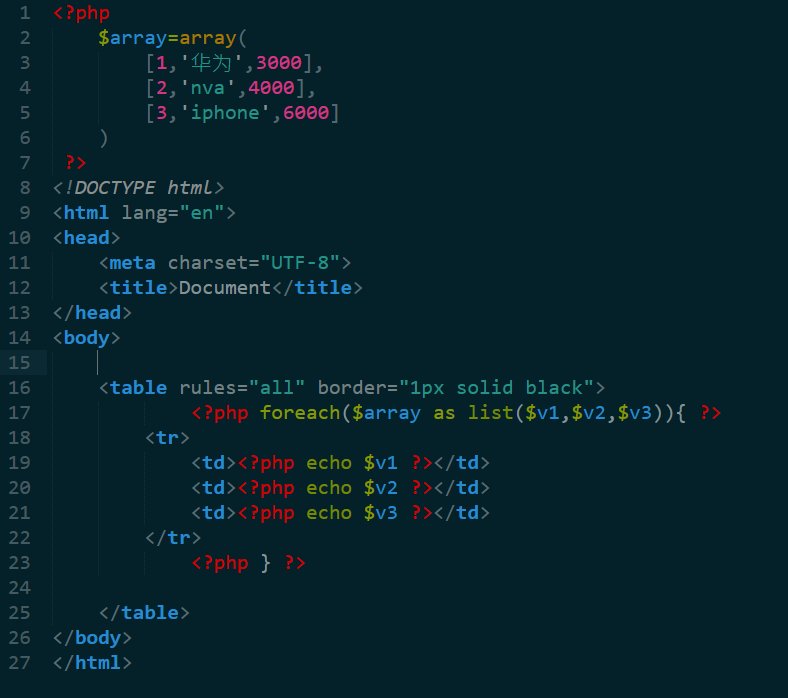 1 <?php
2     $array=array(
3         [1,'华为',3000],
4         [2,'nva',4000],
5         [3,'iphone',6000]
6     )
7  ?>
8 <!DOCTYPE html>
9 <html lang="en">
10 <head>
11     <meta charset="UTF-8">
12     <title>Document</title>
13 </head>
14 <body>
15
16     <table rules="all" border="1px solid black">
17             <?php foreach($array as list($v1,$v2,$v3)){ ?>
18         <tr>
19             <td><?php echo $v1 ?></td>
20             <td><?php echo $v2 ?></td>
21             <td><?php echo $v3 ?></td>
22         </tr>
23             <?php } ?>
24
25     </table>
26 </body>
27 </html>